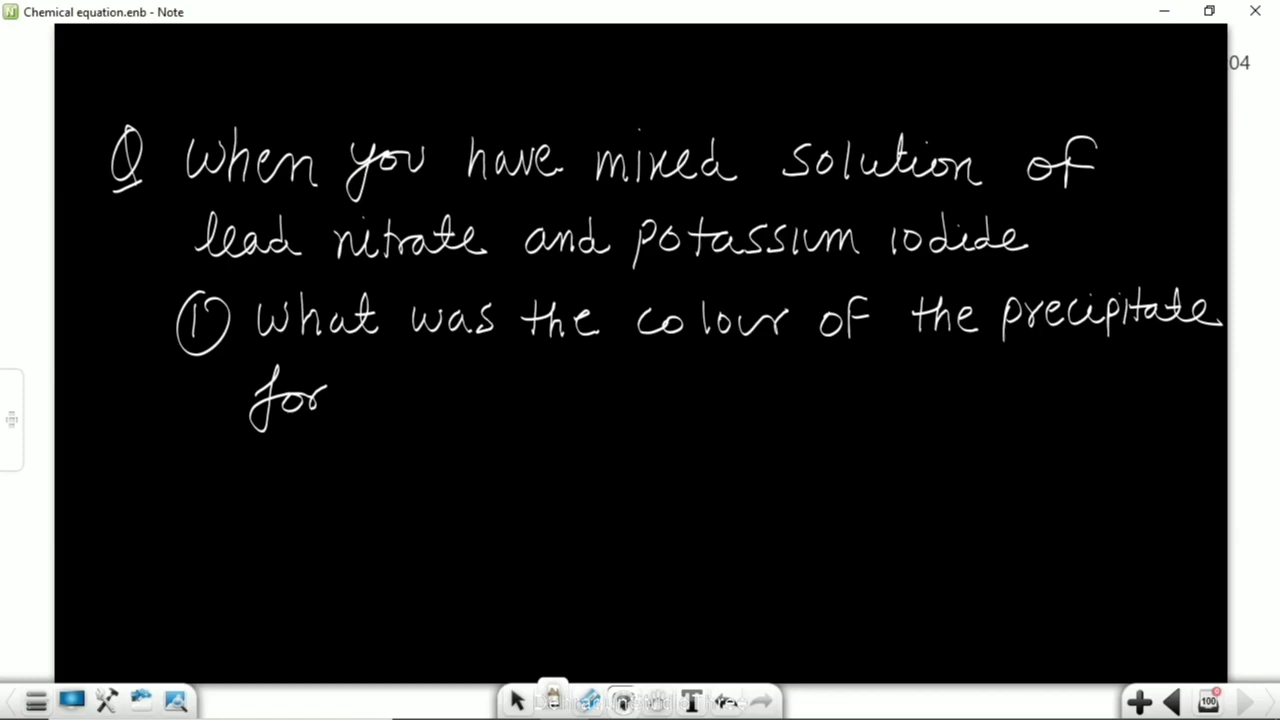 Chemical equation.enb - Note
04
Q When you have mixed solution of
lead nitrate and potassium iodide
① What was the colour of the precipitate
for
T
100